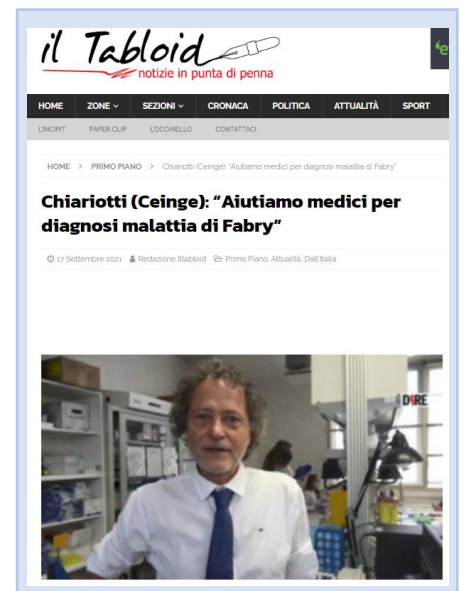 il Tabloid
notizie in punta di penna
HOME ZONE SEZIONI CRONACA POLITICA ATTUALITÀ SPORT
L'INCIPIT PAPER CLIP L'OCCHIELLO CONTATTACI
HOME > PRIMO PIANO > Chiariotti (Ceinge): "Aiutiamo medici per diagnosi malattia di Fabry"
Chiariotti (Ceinge): "Aiutiamo medici per
diagnosi malattia di Fabry"
17 Settembre 2021 Redazione Iltabloid Primo Piano, Attualità, Dall'Italia
DIRE